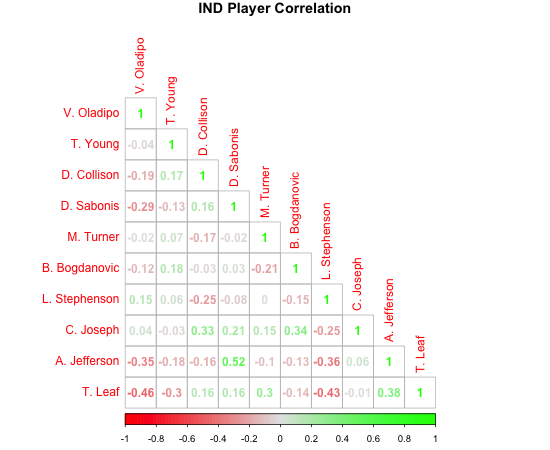 IND Player Correlation
V. Oladipo
T. Young
D. Collison
D. Sabonis
M. Turner
B. Bogdanovic
L. Stephenson
C. Joseph
A. Jefferson
T. Leaf
V. Oladipo 1
T. Young -0.04 1
D. Collison -0.19 0.17 1
D. Sabonis -0.29 -0.13 0.16 1
M. Turner -0.02 0.07 -0.17 -0.02 1
B. Bogdanovic -0.12 0.18 -0.03 0.03 -0.21 1
L. Stephenson 0.15 0.06 -0.25 -0.08 0 -0.15 1
C. Joseph 0.04 -0.03 0.33 0.21 0.15 0.34 -0.25 1
A. Jefferson -0.35 -0.18 -0.16 0.52 -0.1 -0.13 -0.36 0.06 1
T. Leaf -0.46 -0.3 0.16 0.16 0.3 -0.14 -0.43 -0.01 0.38 1
-1 -0.8 -0.6 -0.4 -0.2 0 0.2 0.4 0.6 0.8 1